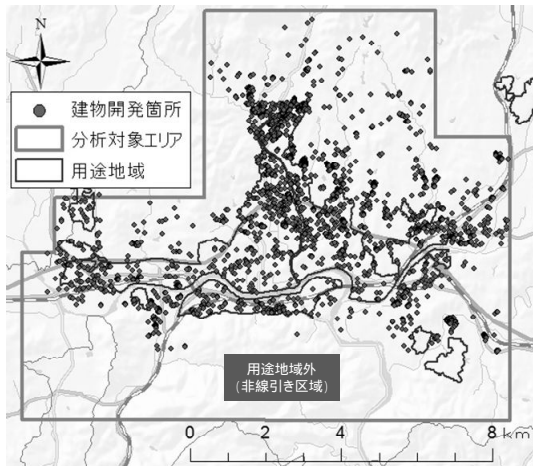 N
建物開発箇所
分析対象エリア
用途地域
用途地域外
(非線引き区域)
0 2 4 6 8 km